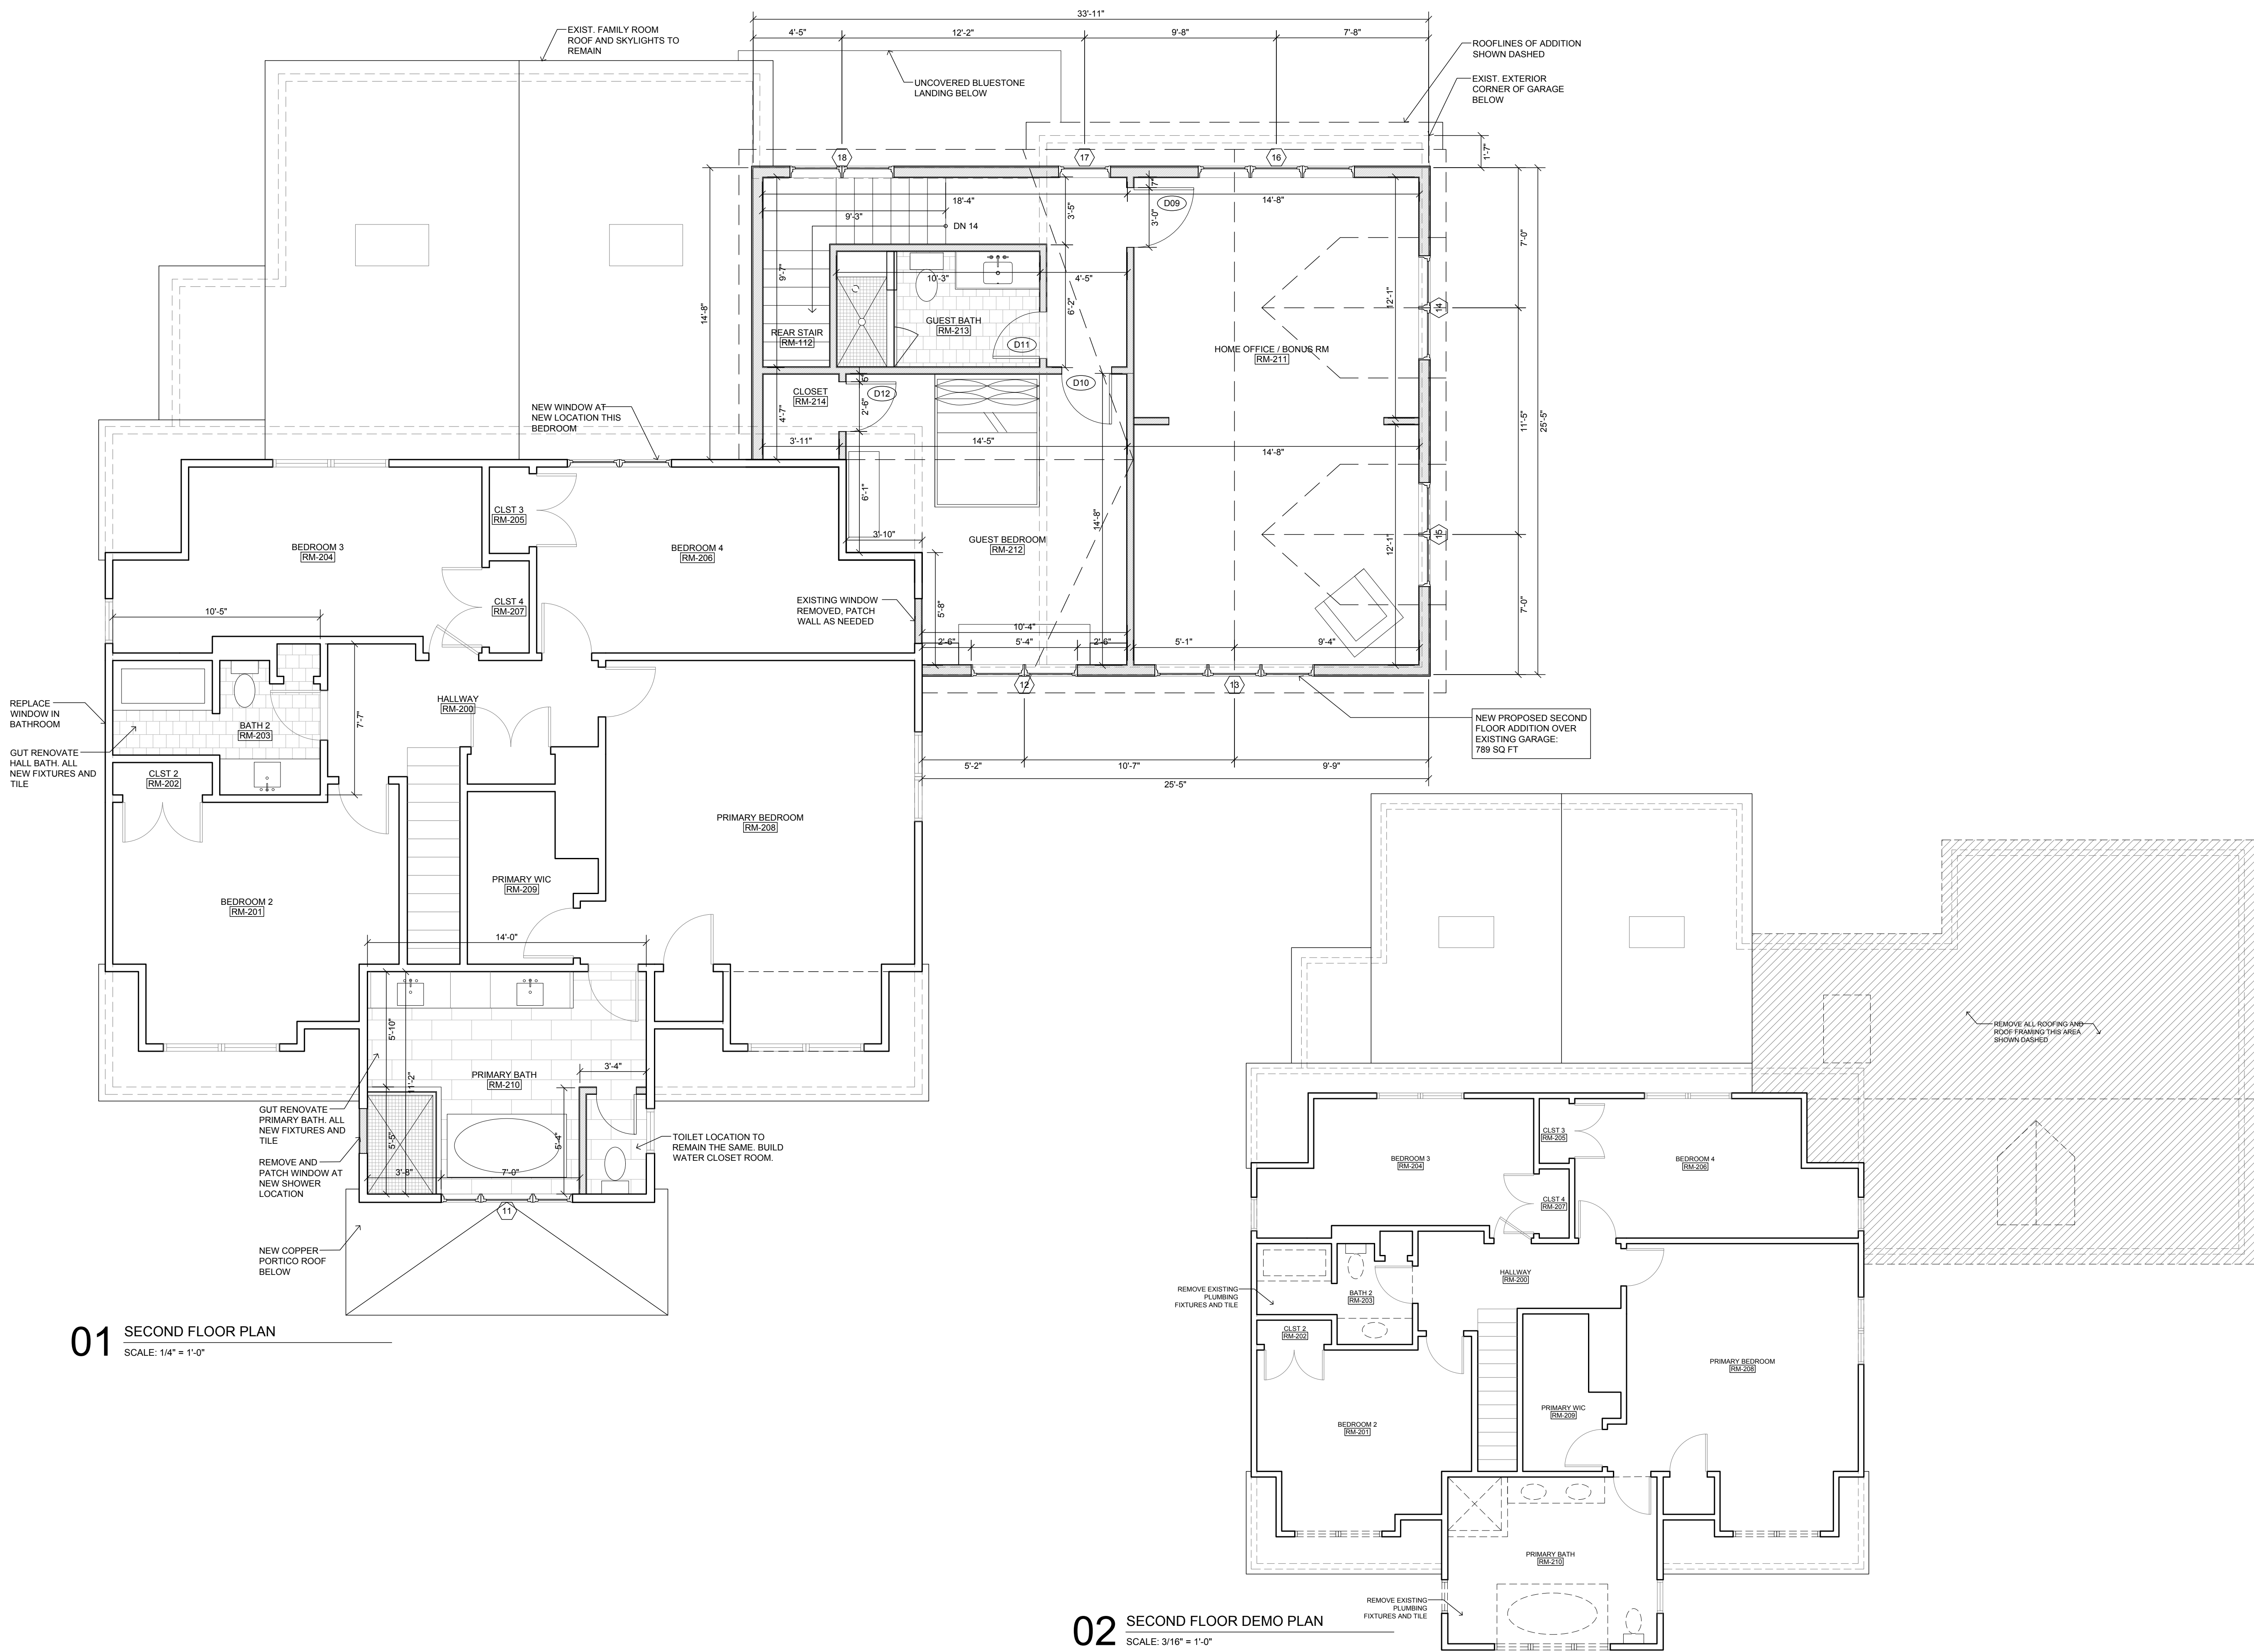 33'-11"
4'-5"
12'-2"
9'-8"
7'-8"
EXIST. FAMILY ROOM
ROOF AND SKYLIGHTS TO
REMAIN
UNCOVERED BLUESTONE
LANDING BELOW
ROOFLINES OF ADDITION
SHOWN DASHED
EXIST. EXTERIOR
CORNER OF GARAGE
BELOW
1'-7"
18
17
16
7"
18'-4"
14'-8"
9'-3"
3'-5"
3'-0"
D09
DN 14
7'-0"
14'-8"
9'-7"
10'-3"
4'-5"
6'-2"
12'-1"
14
GUEST BATH
RM-213
REAR STAIR
RM-112
D11
HOME OFFICE / BONUS RM
RM-211
D10
D12
5"
2'-6"
CLOSET
RM-214
4'-7"
NEW WINDOW AT
NEW LOCATION THIS
BEDROOM
11'-5"
25'-5"
3'-11"
14'-5"
14'-8"
6'-1"
14'-8"
15
CLST 3
RM-205
BEDROOM 3
RM-204
BEDROOM 4
RM-206
3'-10"
GUEST BEDROOM
RM-212
12'-1"
CLST 4
RM-207
10'-5"
EXISTING WINDOW
REMOVED, PATCH
WALL AS NEEDED
5'-8"
7'-0"
10'-4"
2'-6"
5'-4"
2'-6"
5'-1"
9'-4"
12
13
REPLACE
WINDOW IN
BATHROOM
HALLWAY
RM-200
7'-7"
BATH 2
RM-203
NEW PROPOSED SECOND
FLOOR ADDITION OVER
EXISTING GARAGE:
789 SQ FT
GUT RENOVATE
HALL BATH. ALL
NEW FIXTURES AND
TILE
CLST 2
RM-202
5'-2"
10'-7"
9'-9"
25'-5"
PRIMARY BEDROOM
RM-208
PRIMARY WIC
RM-209
BEDROOM 2
RM-201
14'-0"
5'-10"
11'-2"
3'-4"
PRIMARY BATH
RM-210
GUT RENOVATE
PRIMARY BATH. ALL
NEW FIXTURES AND
TILE
5'-5"
5'-4"
TOILET LOCATION TO
REMAIN THE SAME. BUILD
WATER CLOSET ROOM.
REMOVE AND
PATCH WINDOW AT
NEW SHOWER
LOCATION
3'-8"
7'-0"
11
NEW COPPER
PORTICO ROOF
BELOW
01
SECOND FLOOR PLAN
SCALE: 1/4" = 1'-0"
REMOVE ALL ROOFING AND
ROOF FRAMING THIS AREA
SHOWN DASHED
CLST 3
RM-205
BEDROOM 3
RM-204
BEDROOM 4
RM-206
CLST 4
RM-207
HALLWAY
RM-200
REMOVE EXISTING
PLUMBING
FIXTURES AND TILE
BATH 2
RM-203
CLST 2
RM-202
PRIMARY BEDROOM
RM-208
PRIMARY WIC
RM-209
BEDROOM 2
RM-201
PRIMARY BATH
RM-210
REMOVE EXISTING
PLUMBING
FIXTURES AND TILE
02
SECOND FLOOR DEMO PLAN
SCALE: 3/16" = 1'-0"